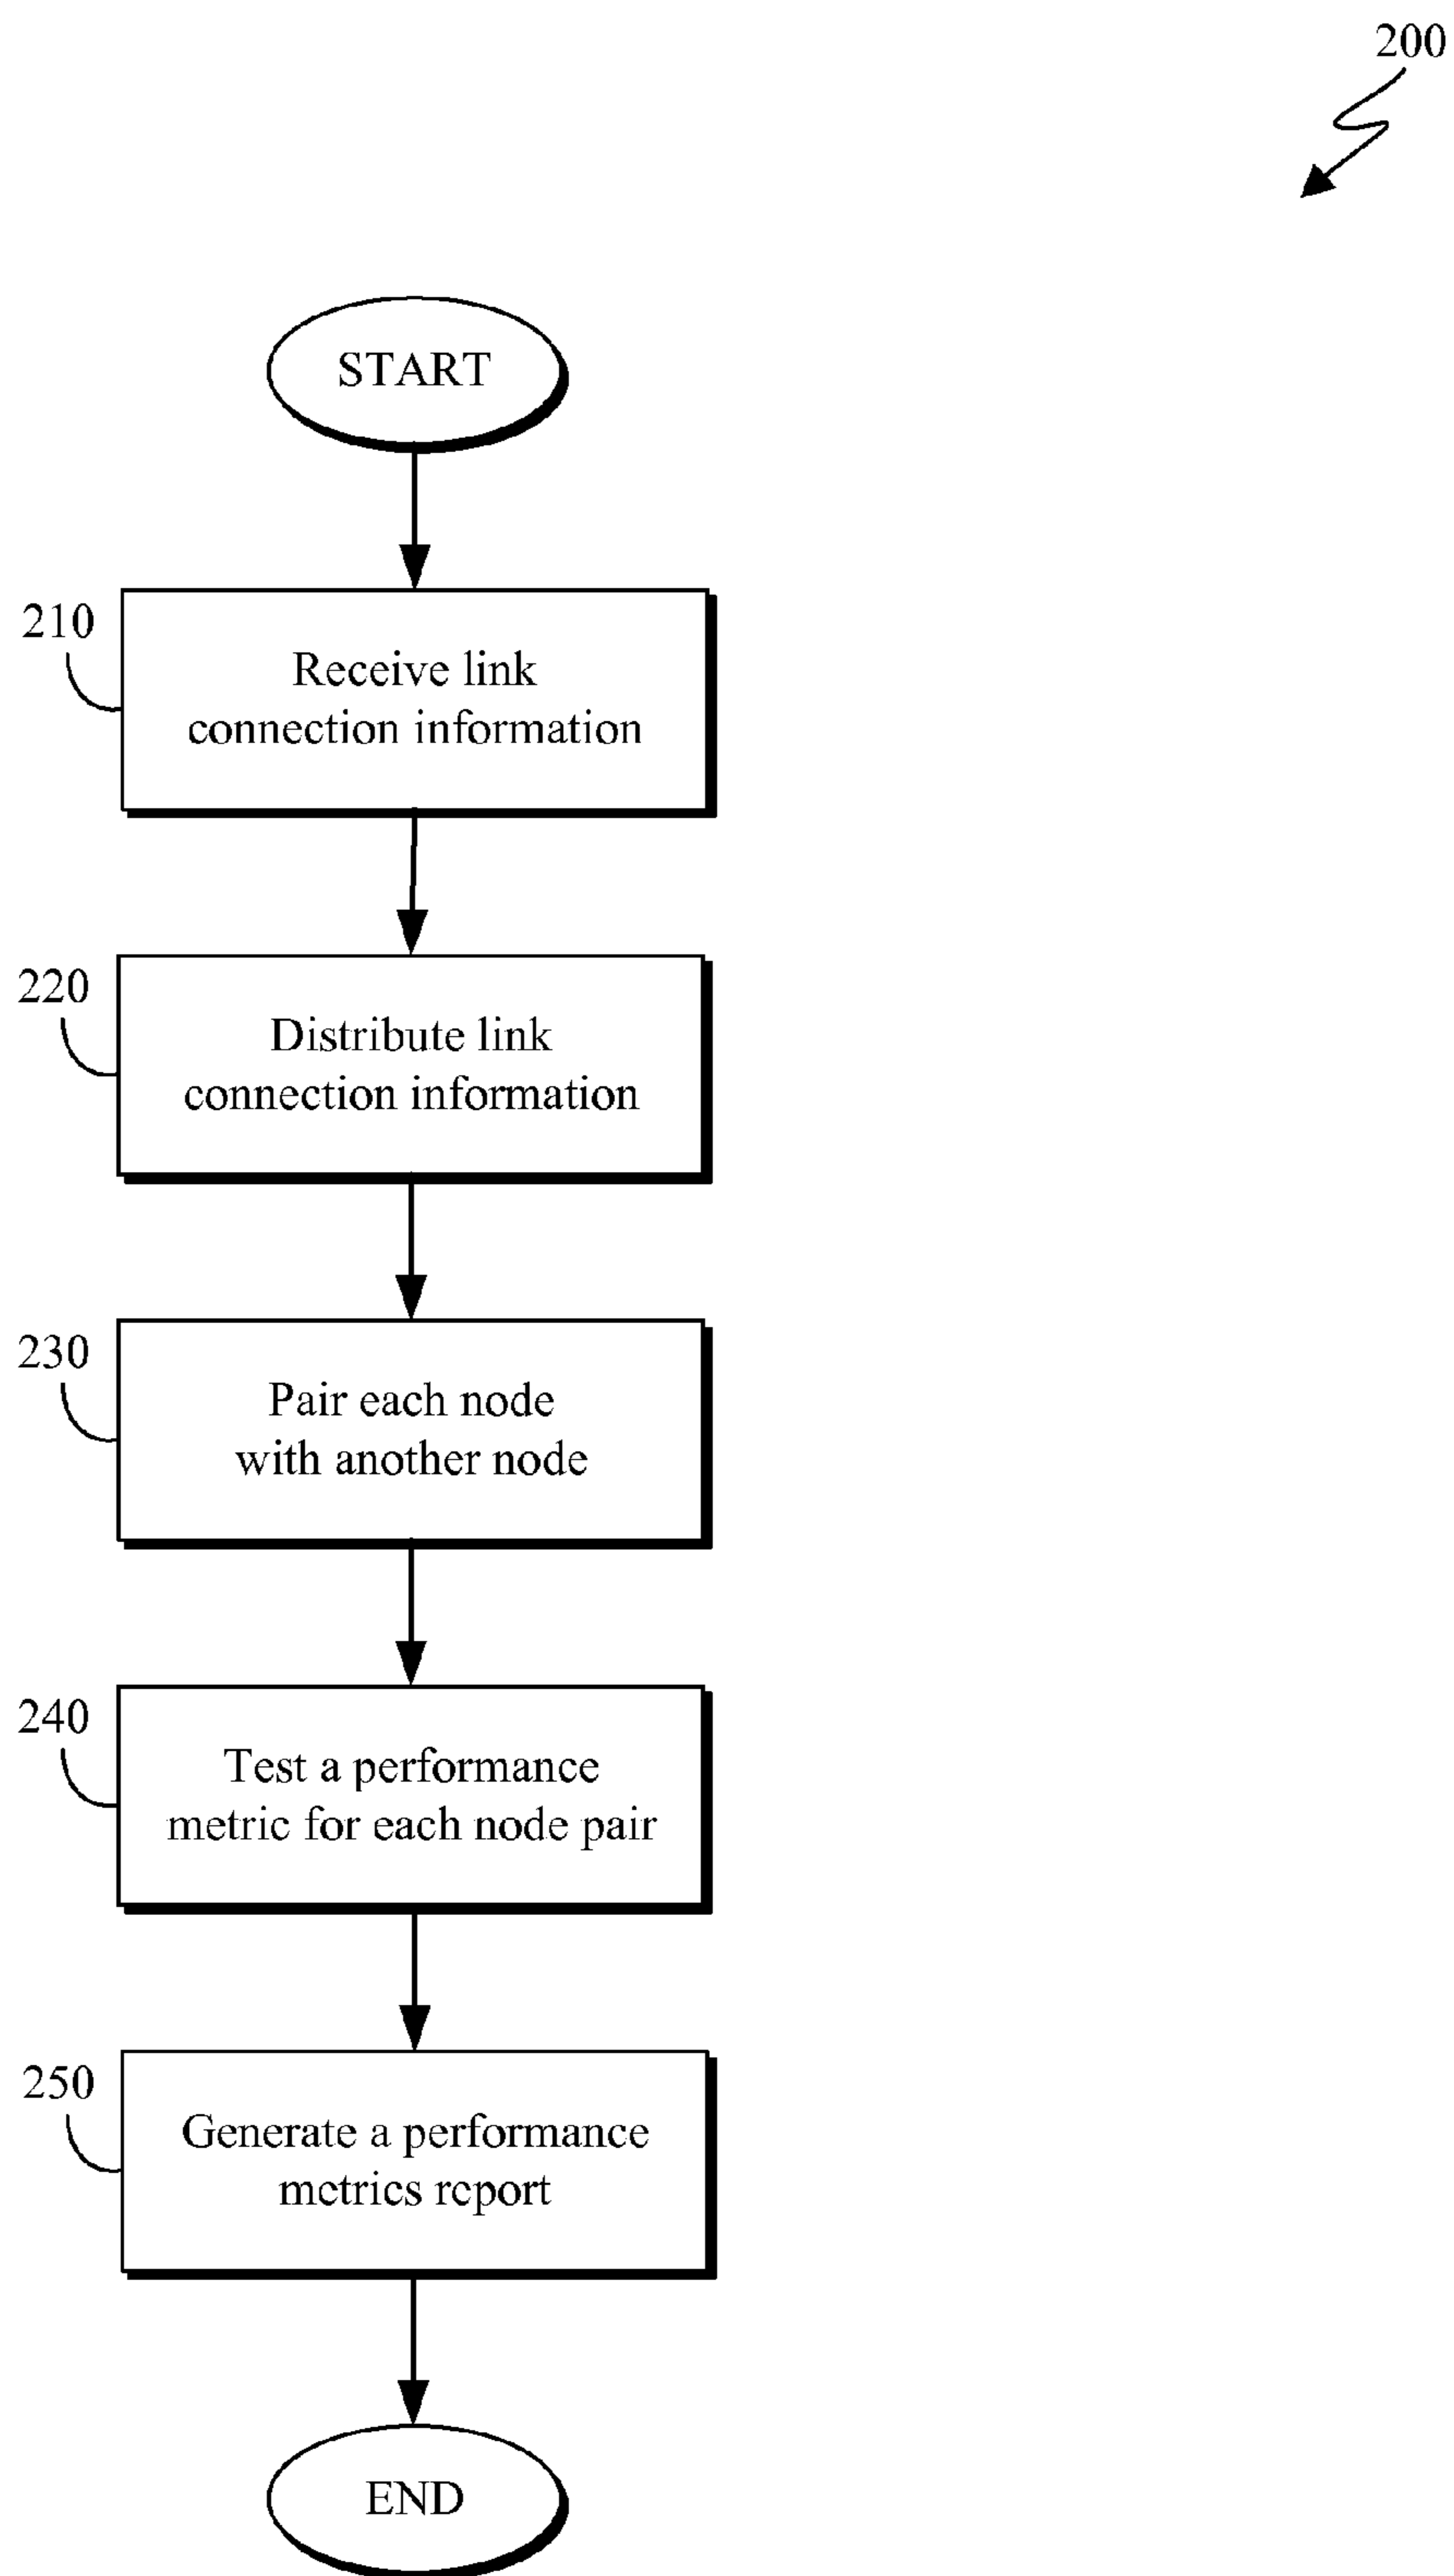 200
START
210
Receive link
connection information
220
Distribute link
connection information
230
Pair each node
with another node
240
Test a performance
metric for each node pair
250
Generate a performance
metrics report
END